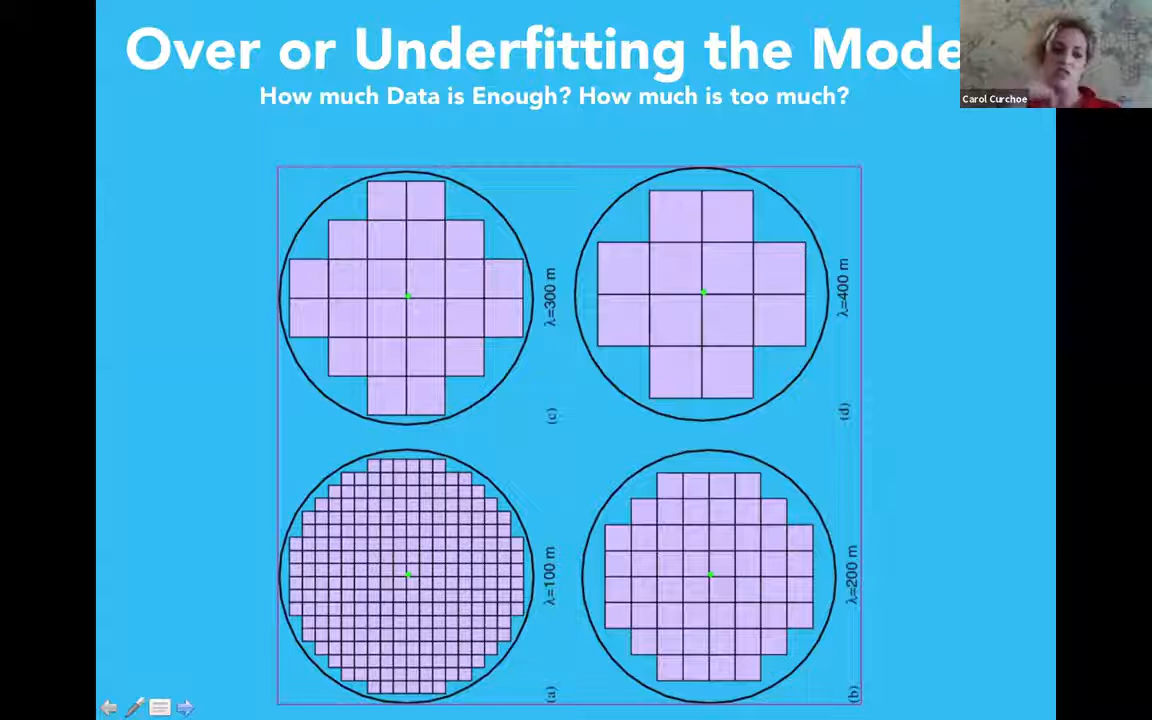 Over or Underfitting the Mode
How much Data is Enough? How much is too much?
Carol Curchoe
λ=300 m
(c)
λ=400 m
(d)
λ=100 m
(a)
λ=200 m
(b)